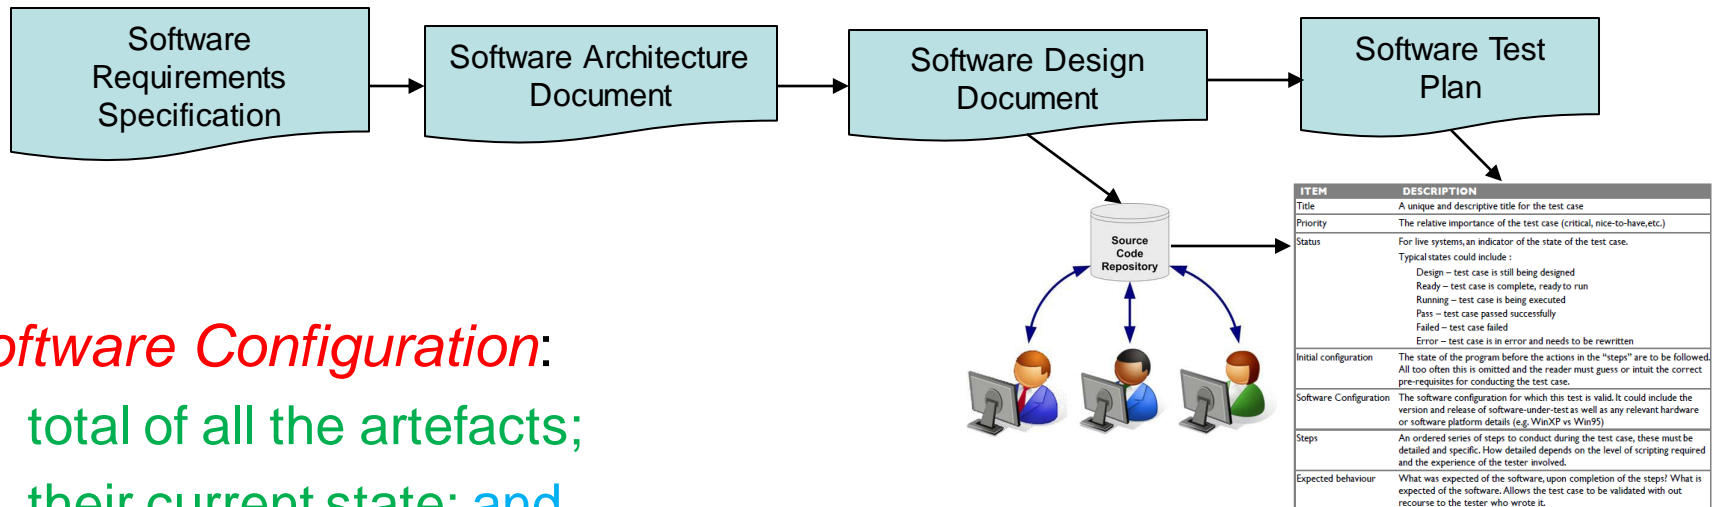 Software
Requirements
Specification
Software Architecture
Document
Software Design
Document
Software Test
Plan
Source
Code
Repository
oftware Configuration:
total of all the artefacts;
their current state; and
ITEM DESCRIPTION
Title A unique and descriptive title for the test case
Priority The relative importance of the test case (critical, nice-to-have,etc.)
Status For live systems, an indicator of the state of the test case.
Typical states could include :
Design – test case is still being designed
Ready – test case is complete, ready to run
Running – test case is being executed
Pass – test case passed successfully
Failed – test case failed
Error – test case is in error and needs to be rewritten
Initial configuration The state of the program before the actions in the “steps” are to be followed.
All too often this is omitted and the reader must guess or intuit the correct
pre-requisites for conducting the test case.
Software Configuration The software configuration for which this test is valid. It could include the
version and release of software-under-test as well as any relevant hardware
or software platform details (e.g. WinXP vs Win95)
Steps An ordered series of steps to conduct during the test case, these must be
detailed and specific. How detailed depends on the level of scripting required
and the experience of the tester involved.
Expected behaviour What was expected of the software, upon completion of the steps? What is
expected of the software. Allows the test case to be validated with out
recourse to the tester who wrote it.